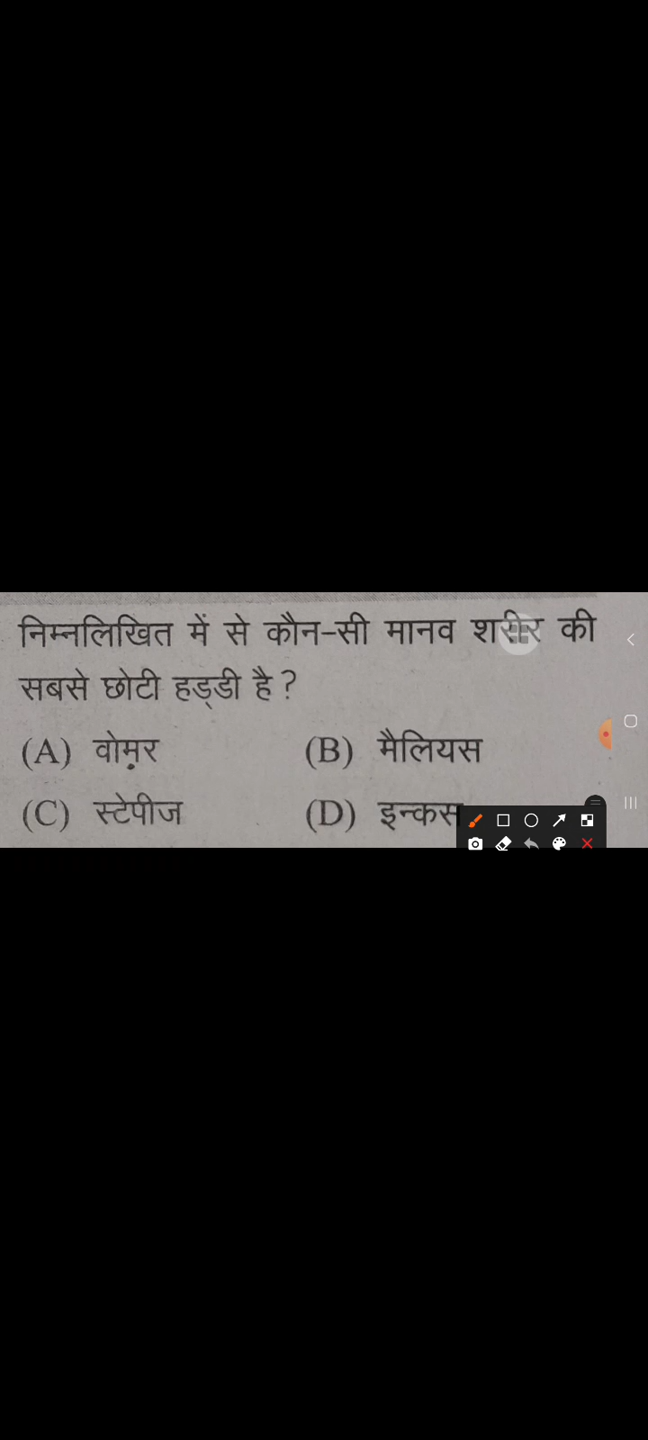 निम्नलिखित में से कौन-सी मानव शरीर की
सबसे छोटी हड्डी है ?
(A) वोमर (B) मैलियस
(C) स्टेपीज (D) इन्कस